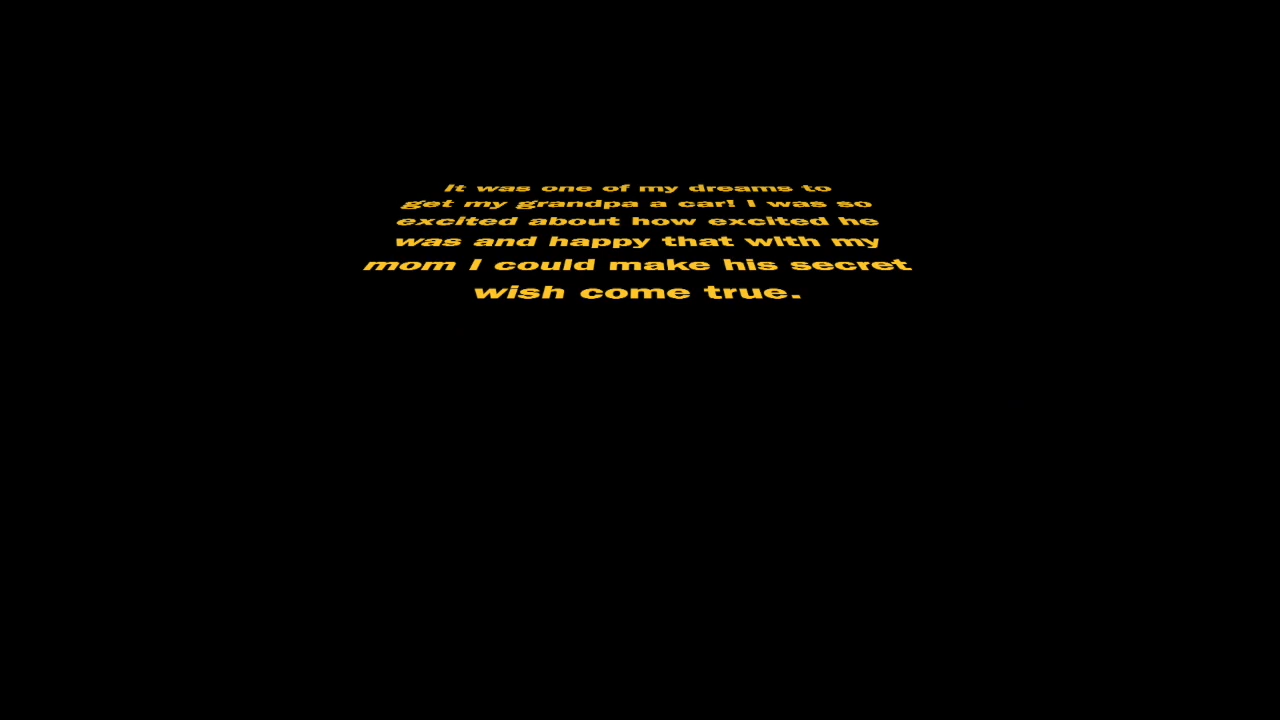 It was one of my dreams to
get my grandpa a car! I was so
excited about how excited he
was and happy that with my
mom I could make his secret
wish come true.